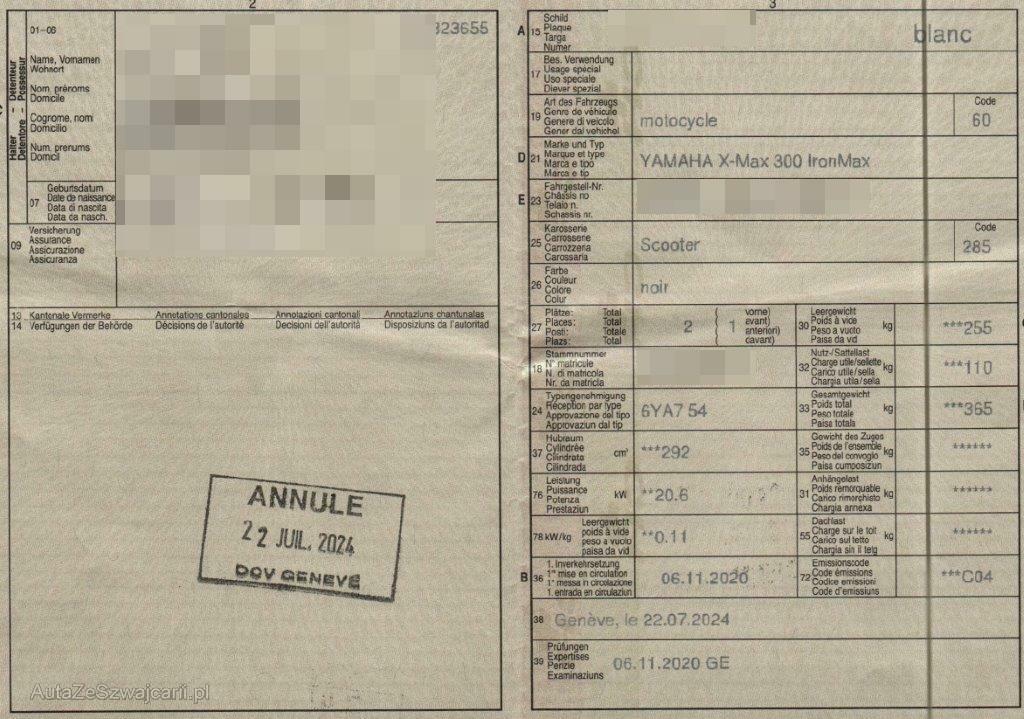 2
3
01-06
323655
Halter – Détenteur
Detentore – Possessur
Name, Vornamen
Wohnort
Nom, prénoms
Domicile
Cognome, nomi
Domicilio
Num, prenums
Domicil
07
Geburtsdatum
Date de naissance
Data di nascita
Data da nasch.
09
Versicherung
Assurance
Assicurazione
Assicuranza
13 Kantonale Vermerke Annotations cantonales Annotazioni cantonali Annotaziuns chantunalas
14 Verfügungen der Behörde Décisions de l'autorité Decisioni dell'autorità Disposiziuns da l'autoritad
ANNULE
22 JUIL. 2024
DCV GENEVE
A 15
Schild
Plaque
Targa
Numer
blanc
17
Bes. Verwendung
Usage spécial
Uso speciale
Diever spezial
19
Art des Fahrzeugs
Genre de véhicule
Genere di veicolo
Gener dal vehichel
motocycle
Code
60
D 21
Marke und Typ
Marque et type
Marca e tipo
Marca e tip
YAMAHA X-Max 300 IronMax
E 23
Fahrgestell-Nr.
Châssis no
Telaio n.
Schassis nr.
25
Karosserie
Carrosserie
Carrozzeria
Carossaria
Scooter
Code
285
26
Farbe
Couleur
Colore
Colur
noir
27
Plätze: Total
Places: Total
Posti: Totale
Plazs: Total
2
( vorne)
( 1 avant)
( anteriori)
( davant)
30
Leergewicht
Poids à vide
Peso a vuoto
Paisa da vid
kg
***255
18
Stammnummer
N° matricule
N. di matricola
Nr. da matricla
32
Nutz-/Sattellast
Charge utile/sellette
Carico utile/sella
Chargia utila/sella
kg
***110
24
Typengenehmigung
Réception par type
Approvazione del tipo
Approvaziun dal tip
6YA7 54
33
Gesamtgewicht
Poids total
Peso totale
Paisa totala
kg
***365
37
Hubraum
Cylindrée
Cilindrata
Cilindrada
cm³
***292
35
Gewicht des Zuges
Poids de l'ensemble
Peso del convoglio
Paisa cumposiziun
kg
******
76
Leistung
Puissance
Potenza
Prestaziun
kW
**20.6
31
Anhängelast
Poids remorquable
Carico rimorchiato
Chargia annexa
kg
******
78 kW/kg
Leergewicht
poids à vide
peso a vuoto
paisa da vid
**0.11
55
Dachlast
Charge sur le toit
Carico sul tetto
Chargia sin il tetg
kg
******
B 36
1. Inverkehrsetzung
1re mise en circulation
1a messa in circolazione
1. entrada en circulaziun
06.11.2020
72
Emissionscode
Code émissions
Codice emissioni
Code d'emissiuns
***C04
38 Genève, le 22.07.2024
39
Prüfungen
Expertises
Perizie
Examinaziuns
06.11.2020 GE
AutaZeSzwajcarii.pl